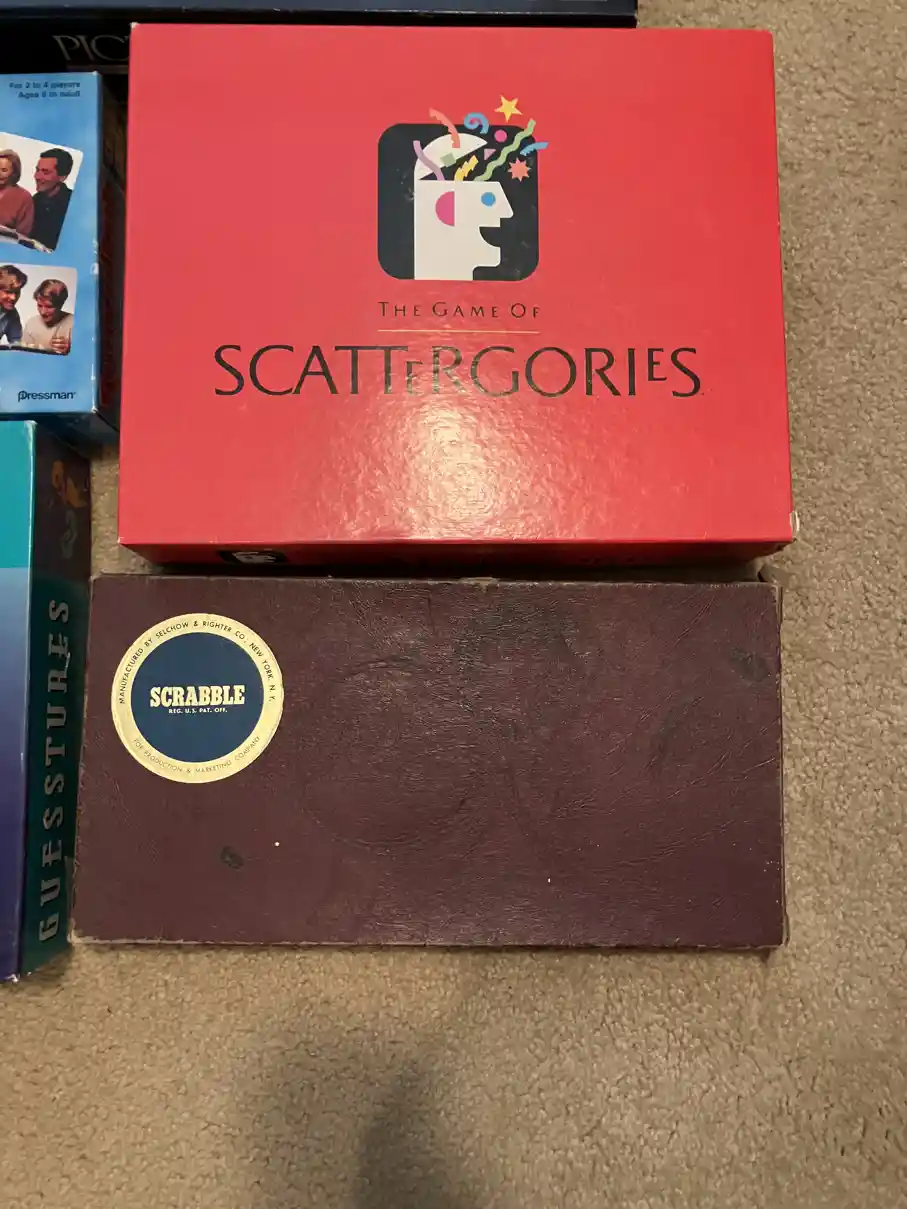 PIC
For 2 to 4 players
Ages 8 to adult
Pressman®
THE GAME OF
SCATTERGORIES
GUESSTURES
MANUFACTURED BY SELCHOW & RIGHTER CO., NEW YORK, N.Y.
SCRABBLE
REG. U.S. PAT. OFF.
FOR PRODUCTION & MARKETING COMPANY